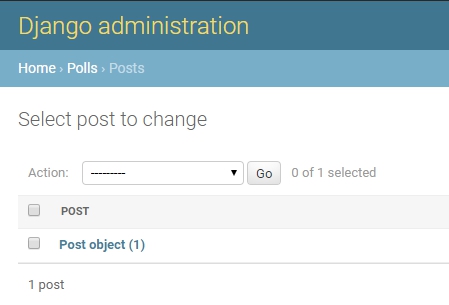 Django administration
Home › Polls › Posts
Select post to change
Action: --------- Go 0 of 1 selected
POST
Post object (1)
1 post